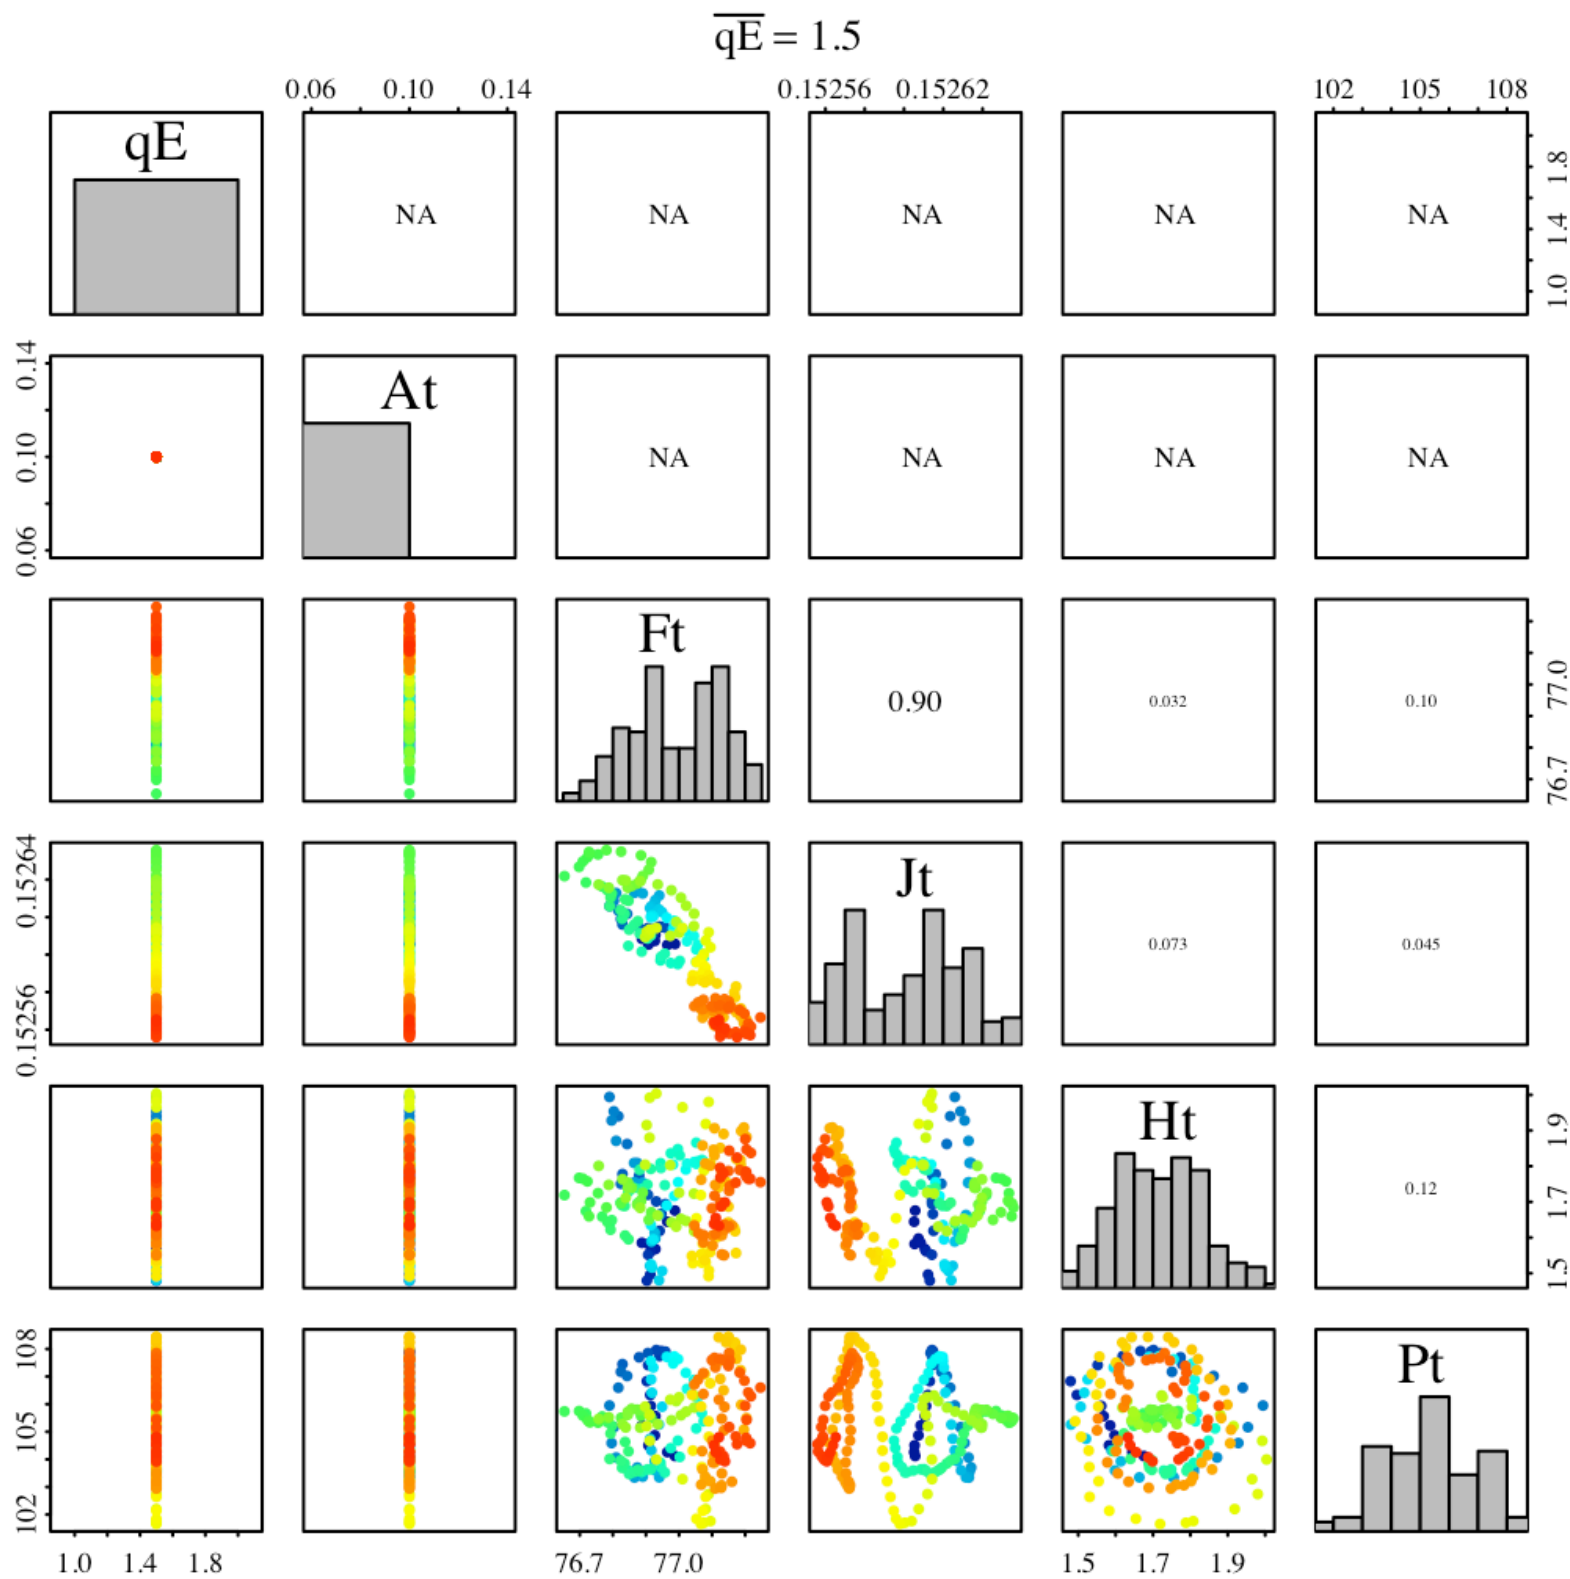 qE = 1.5
0.06 0.10 0.14 0.15256 0.15262 102 105 108
qE NA NA NA NA NA 1.0 1.4 1.8
0.06 0.10 0.14 At NA NA NA NA
Ft 0.90 0.032 0.10 76.7 77.0
0.15256 0.15264 Jt 0.073 0.045
Ht 0.12 1.5 1.7 1.9
102 105 108 Pt
1.0 1.4 1.8 76.7 77.0 1.5 1.7 1.9